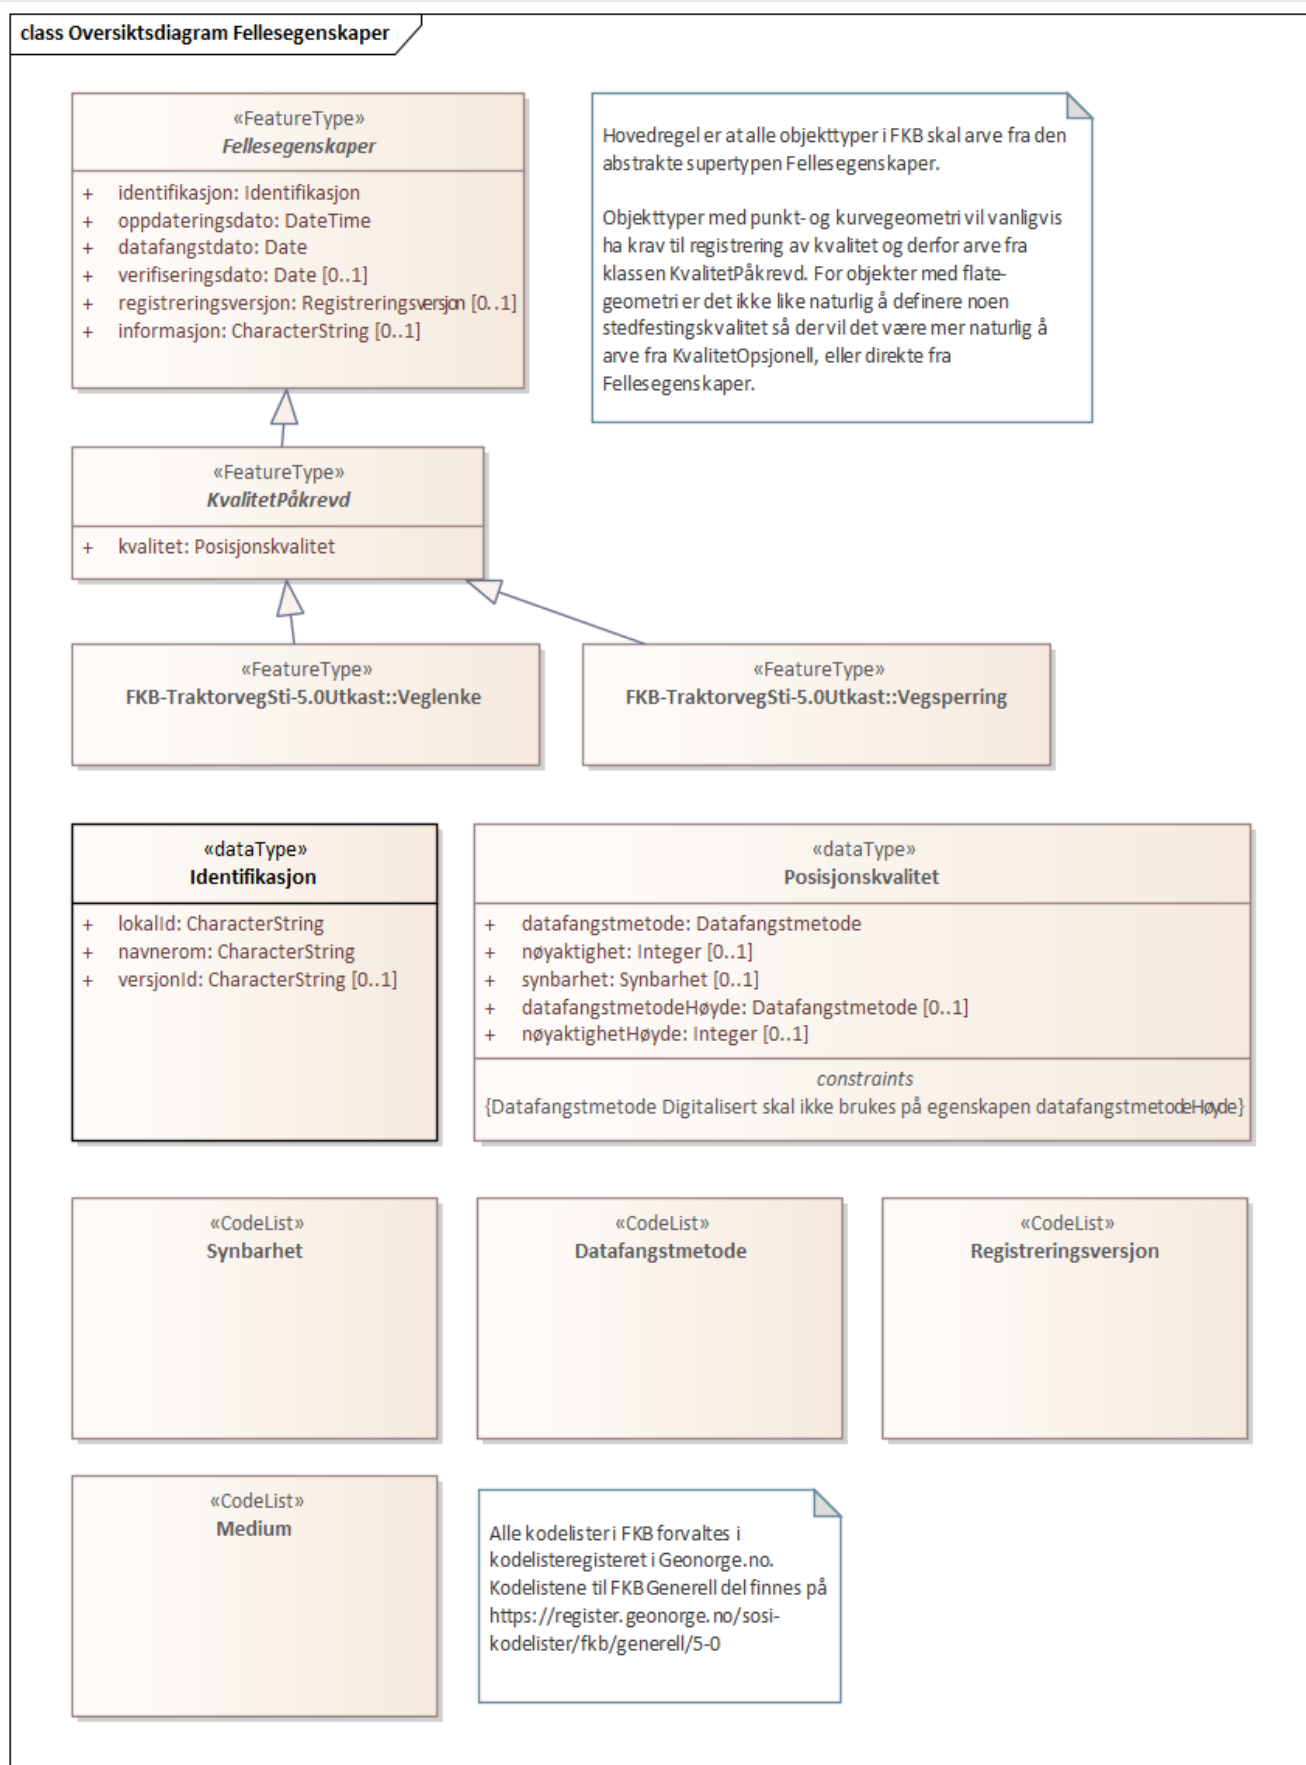 class Oversiktsdiagram Fellesegenskaper
«FeatureType»
Fellesegenskaper
+ identifikasjon: Identifikasjon
+ oppdateringsdato: DateTime
+ datafangstdato: Date
+ verifiseringsdato: Date [0..1]
+ registreringsversjon: Registreringsversjon [0..1]
+ informasjon: CharacterString [0..1]
Hovedregel er at alle objekttyper i FKB skal arve fra den
abstrakte supertypen Fellesegenskaper.
Objekttyper med punkt- og kurvegeometri vil vanligvis
ha krav til registrering av kvalitet og derfor arve fra
klassen KvalitetPåkrevd. For objekter med flate-
geometri er det ikke like naturlig å definere noen
stedfestingskvalitet så der vil det være mer naturlig å
arve fra KvalitetOpsjonell, eller direkte fra
Fellesegenskaper.
«FeatureType»
KvalitetPåkrevd
+ kvalitet: Posisjonskvalitet
«FeatureType»
FKB-TraktorvegSti-5.0Utkast::Veglenke
«FeatureType»
FKB-TraktorvegSti-5.0Utkast::Vegsperring
«dataType»
Identifikasjon
+ lokalId: CharacterString
+ navnerom: CharacterString
+ versjonId: CharacterString [0..1]
«dataType»
Posisjonskvalitet
+ datafangstmetode: Datafangstmetode
+ nøyaktighet: Integer [0..1]
+ synbarhet: Synbarhet [0..1]
+ datafangstmetodeHøyde: Datafangstmetode [0..1]
+ nøyaktighetHøyde: Integer [0..1]
constraints
{Datafangstmetode Digitalisert skal ikke brukes på egenskapen datafangstmetodeHøyde}
«CodeList»
Synbarhet
«CodeList»
Datafangstmetode
«CodeList»
Registreringsversjon
«CodeList»
Medium
Alle kodelister i FKB forvaltes i
kodelisteregisteret i Geonorge.no.
Kodelistene til FKB Generell del finnes på
https://register.geonorge.no/sosi-
kodelister/fkb/generell/5-0